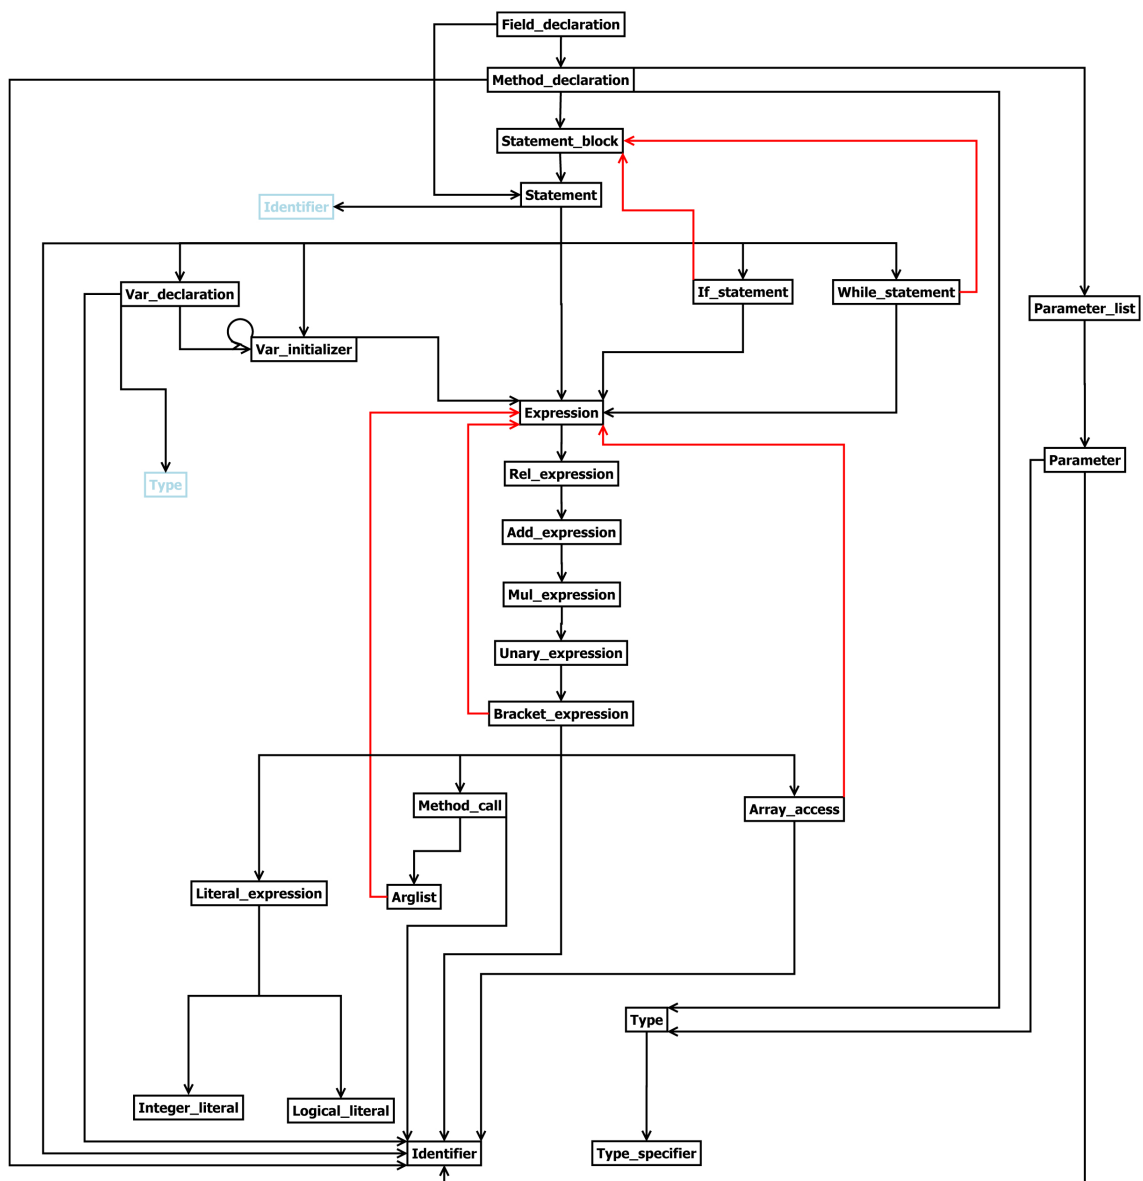 Field_declaration
Method_declaration
Statement_block
Statement
Identifier
Var_declaration
If_statement
While_statement
Parameter_list
Var_initializer
Expression
Parameter
Rel_expression
Type
Add_expression
Mul_expression
Unary_expression
Bracket_expression
Method_call
Array_access
Literal_expression
Arglist
Type
Integer_literal
Logical_literal
Identifier
Type_specifier